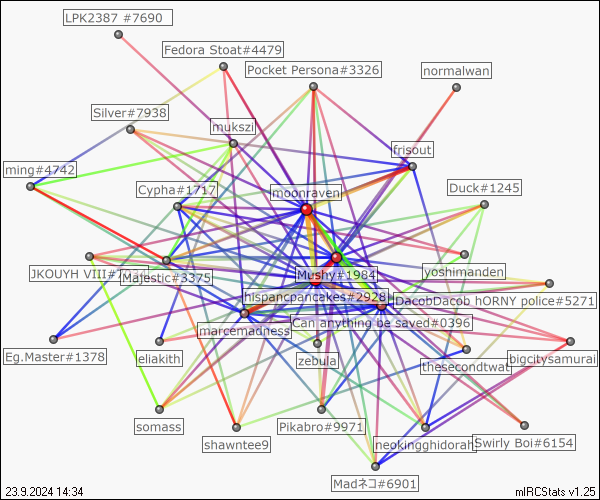 LPK2387 #7690
Fedora Stoat#4479
Pocket Persona#3326
normalwan
Silver#7938
mukszi
frisout
ming#4742
Cypha#1717
moonraven
Duck#1245
Mushy#1984
yoshimanden
JKOUYH VIII
Majestic#3375
hispancpancakes#2928
DacobDacob hORNY police#5271
Can anything be saved#0396
marcemadness
Eg.Master#1378
eliakith
zebula
thesecondtwat
bigcitysamurai
somass
shawntee9
Pikabro#9971
neokingghidorah
Swirly Boi#6154
Madネコ#6901
23.9.2024 14:34
mIRCStats v1.25